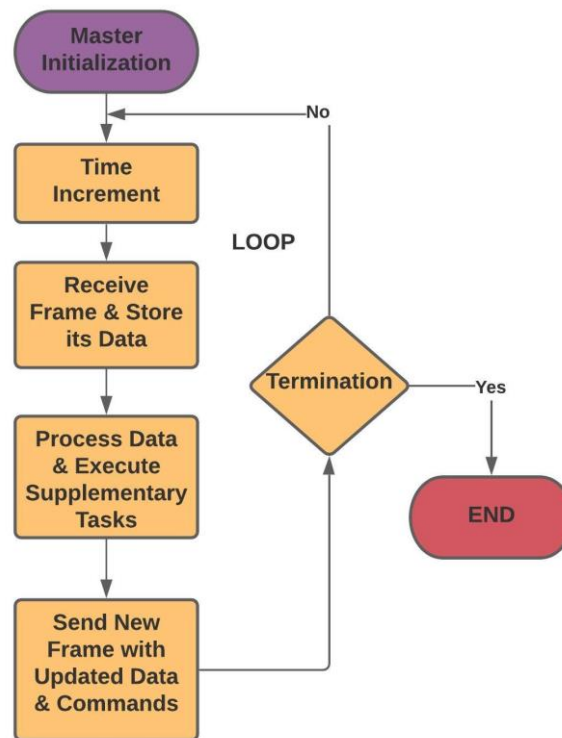 Master
Initialization
No
Time
Increment
LOOP
Receive
Frame & Store
its Data
Termination
Yes
Process Data
& Execute
Supplementary
Tasks
END
Send New
Frame with
Updated Data
& Commands